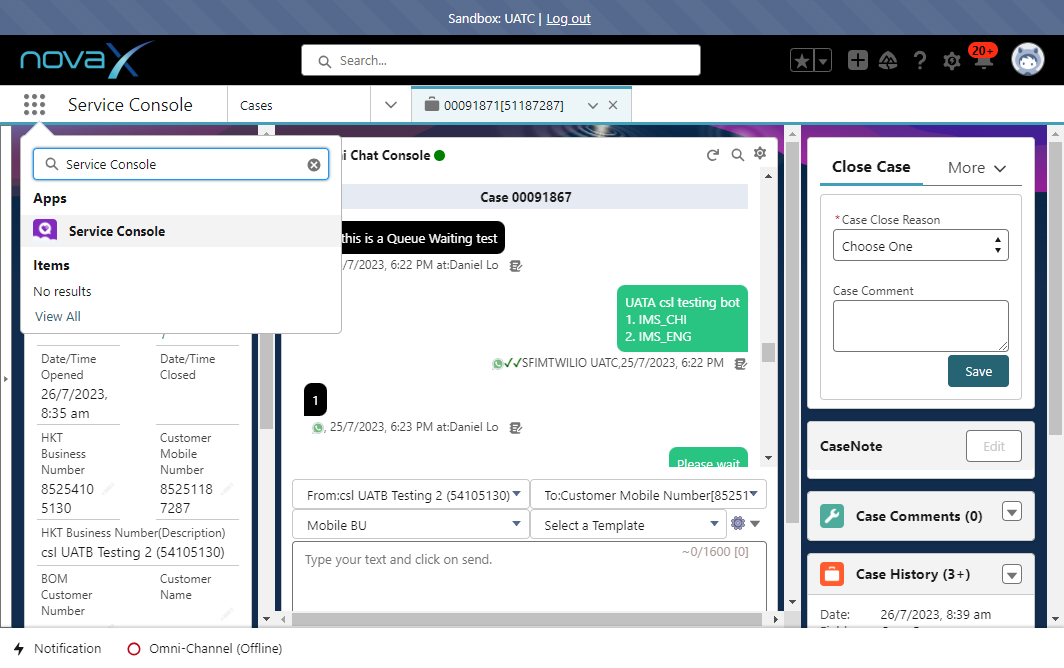 Sandbox: UATC | Log out
novaX
Search...
20+
Service Console
Cases
00091871[51187287]
Service Console
Apps
Service Console
Items
No results
View All
Date/Time Opened
26/7/2023, 8:35 am
Date/Time Closed
HKT Business Number
8525410 5130
Customer Mobile Number
8525118 7287
HKT Business Number(Description)
csl UATB Testing 2 (54105130)
BOM Customer Number
Customer Name
i Chat Console
Case 00091867
this is a Queue Waiting test
/7/2023, 6:22 PM at:Daniel Lo
UATA csl testing bot
1. IMS_CHI
2. IMS_ENG
✓✓SFIMTWILIO UATC,25/7/2023, 6:22 PM
1
, 25/7/2023, 6:23 PM at:Daniel Lo
Please wait
From:csl UATB Testing 2 (54105130)
To:Customer Mobile Number[85251
Mobile BU
Select a Template
~0/1600 [0]
Type your text and click on send.
Close Case
More
*Case Close Reason
Choose One
Case Comment
Save
CaseNote
Edit
Case Comments (0)
Case History (3+)
Date:
26/7/2023, 8:39 am
Notification
Omni-Channel (Offline)